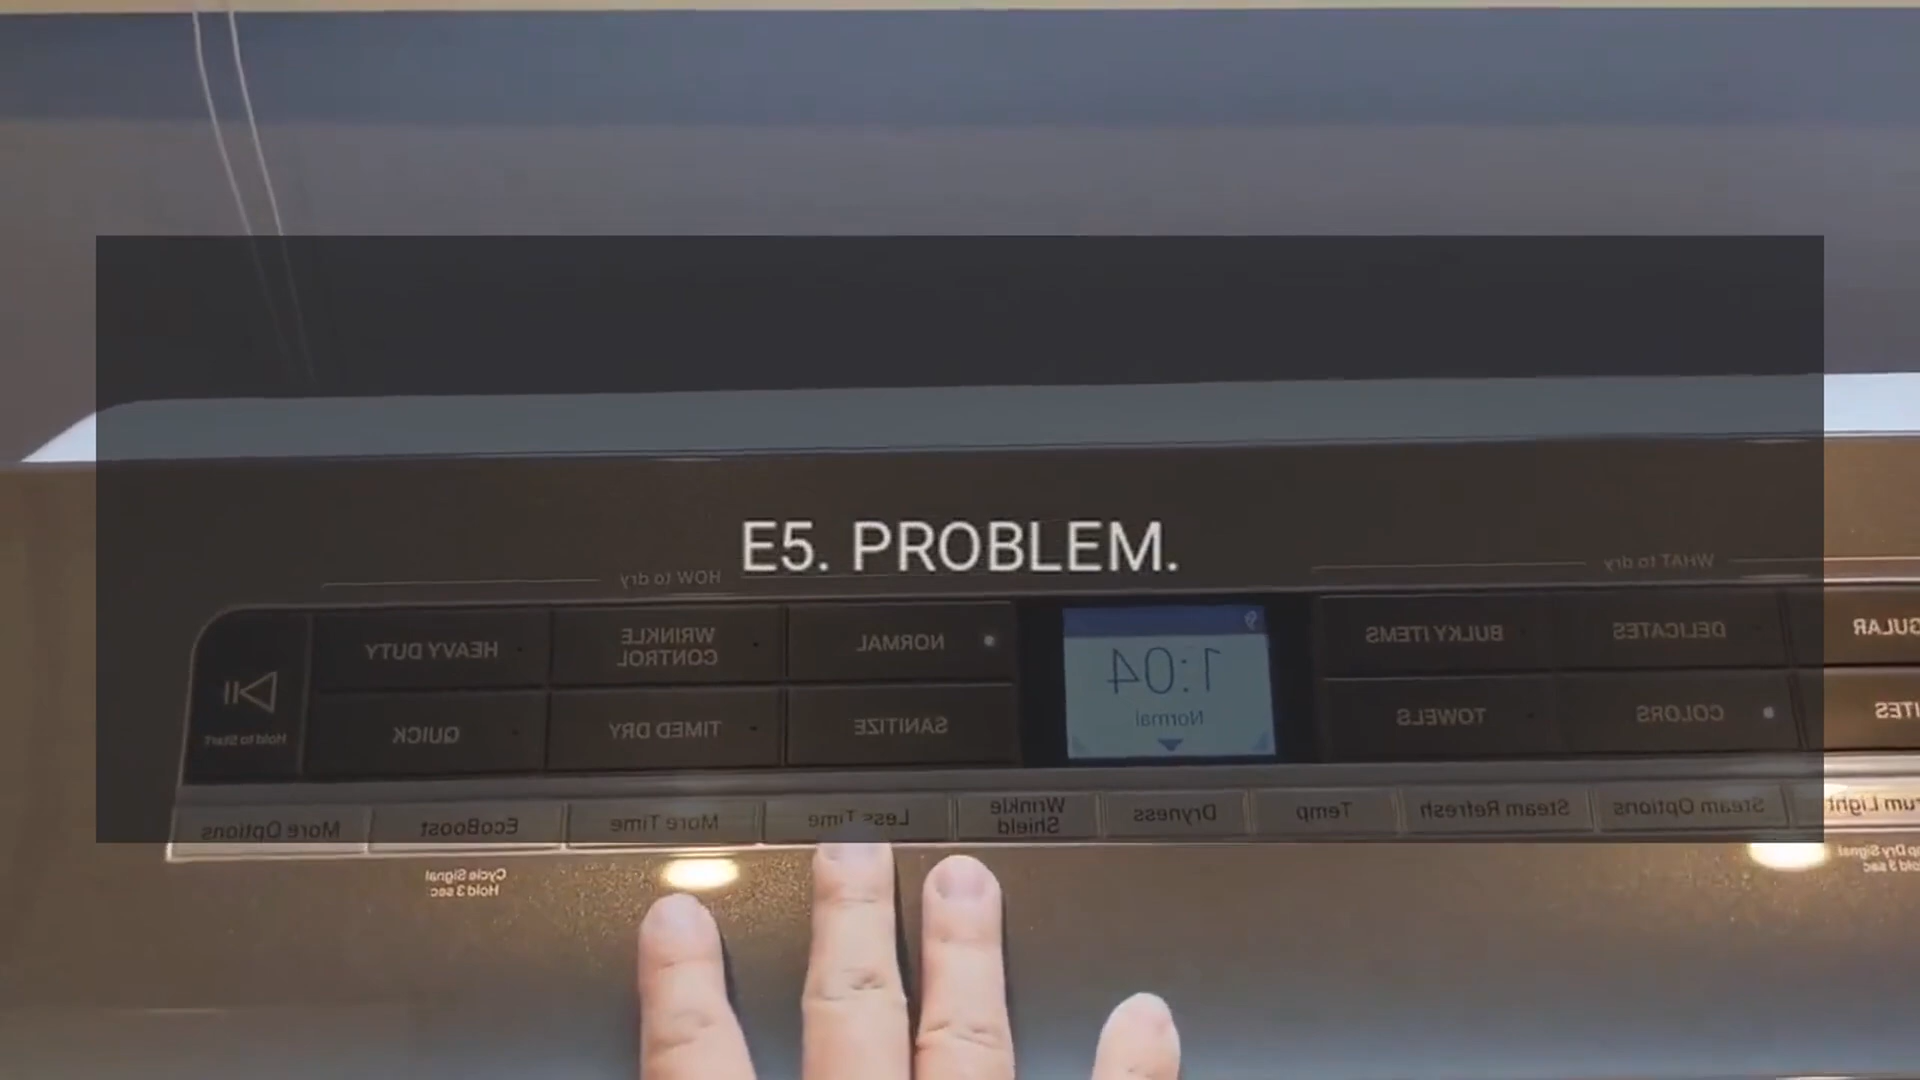 E5. PROBLEM.
HOW to dry
WHAT to dry
HEAVY DUTY
WRINKLE CONTROL
NORMAL
1:04
Normal
BULKY ITEMS
DELICATES
QUICK
TIMED DRY
SANITIZE
TOWELS
COLORS
Hold to Start
More Options
EcoBoost
More Time
Less Time
Wrinkle Shield
Dryness
Temp
Steam Refresh
Steam Options
Cycle Signal
Hold 3 sec